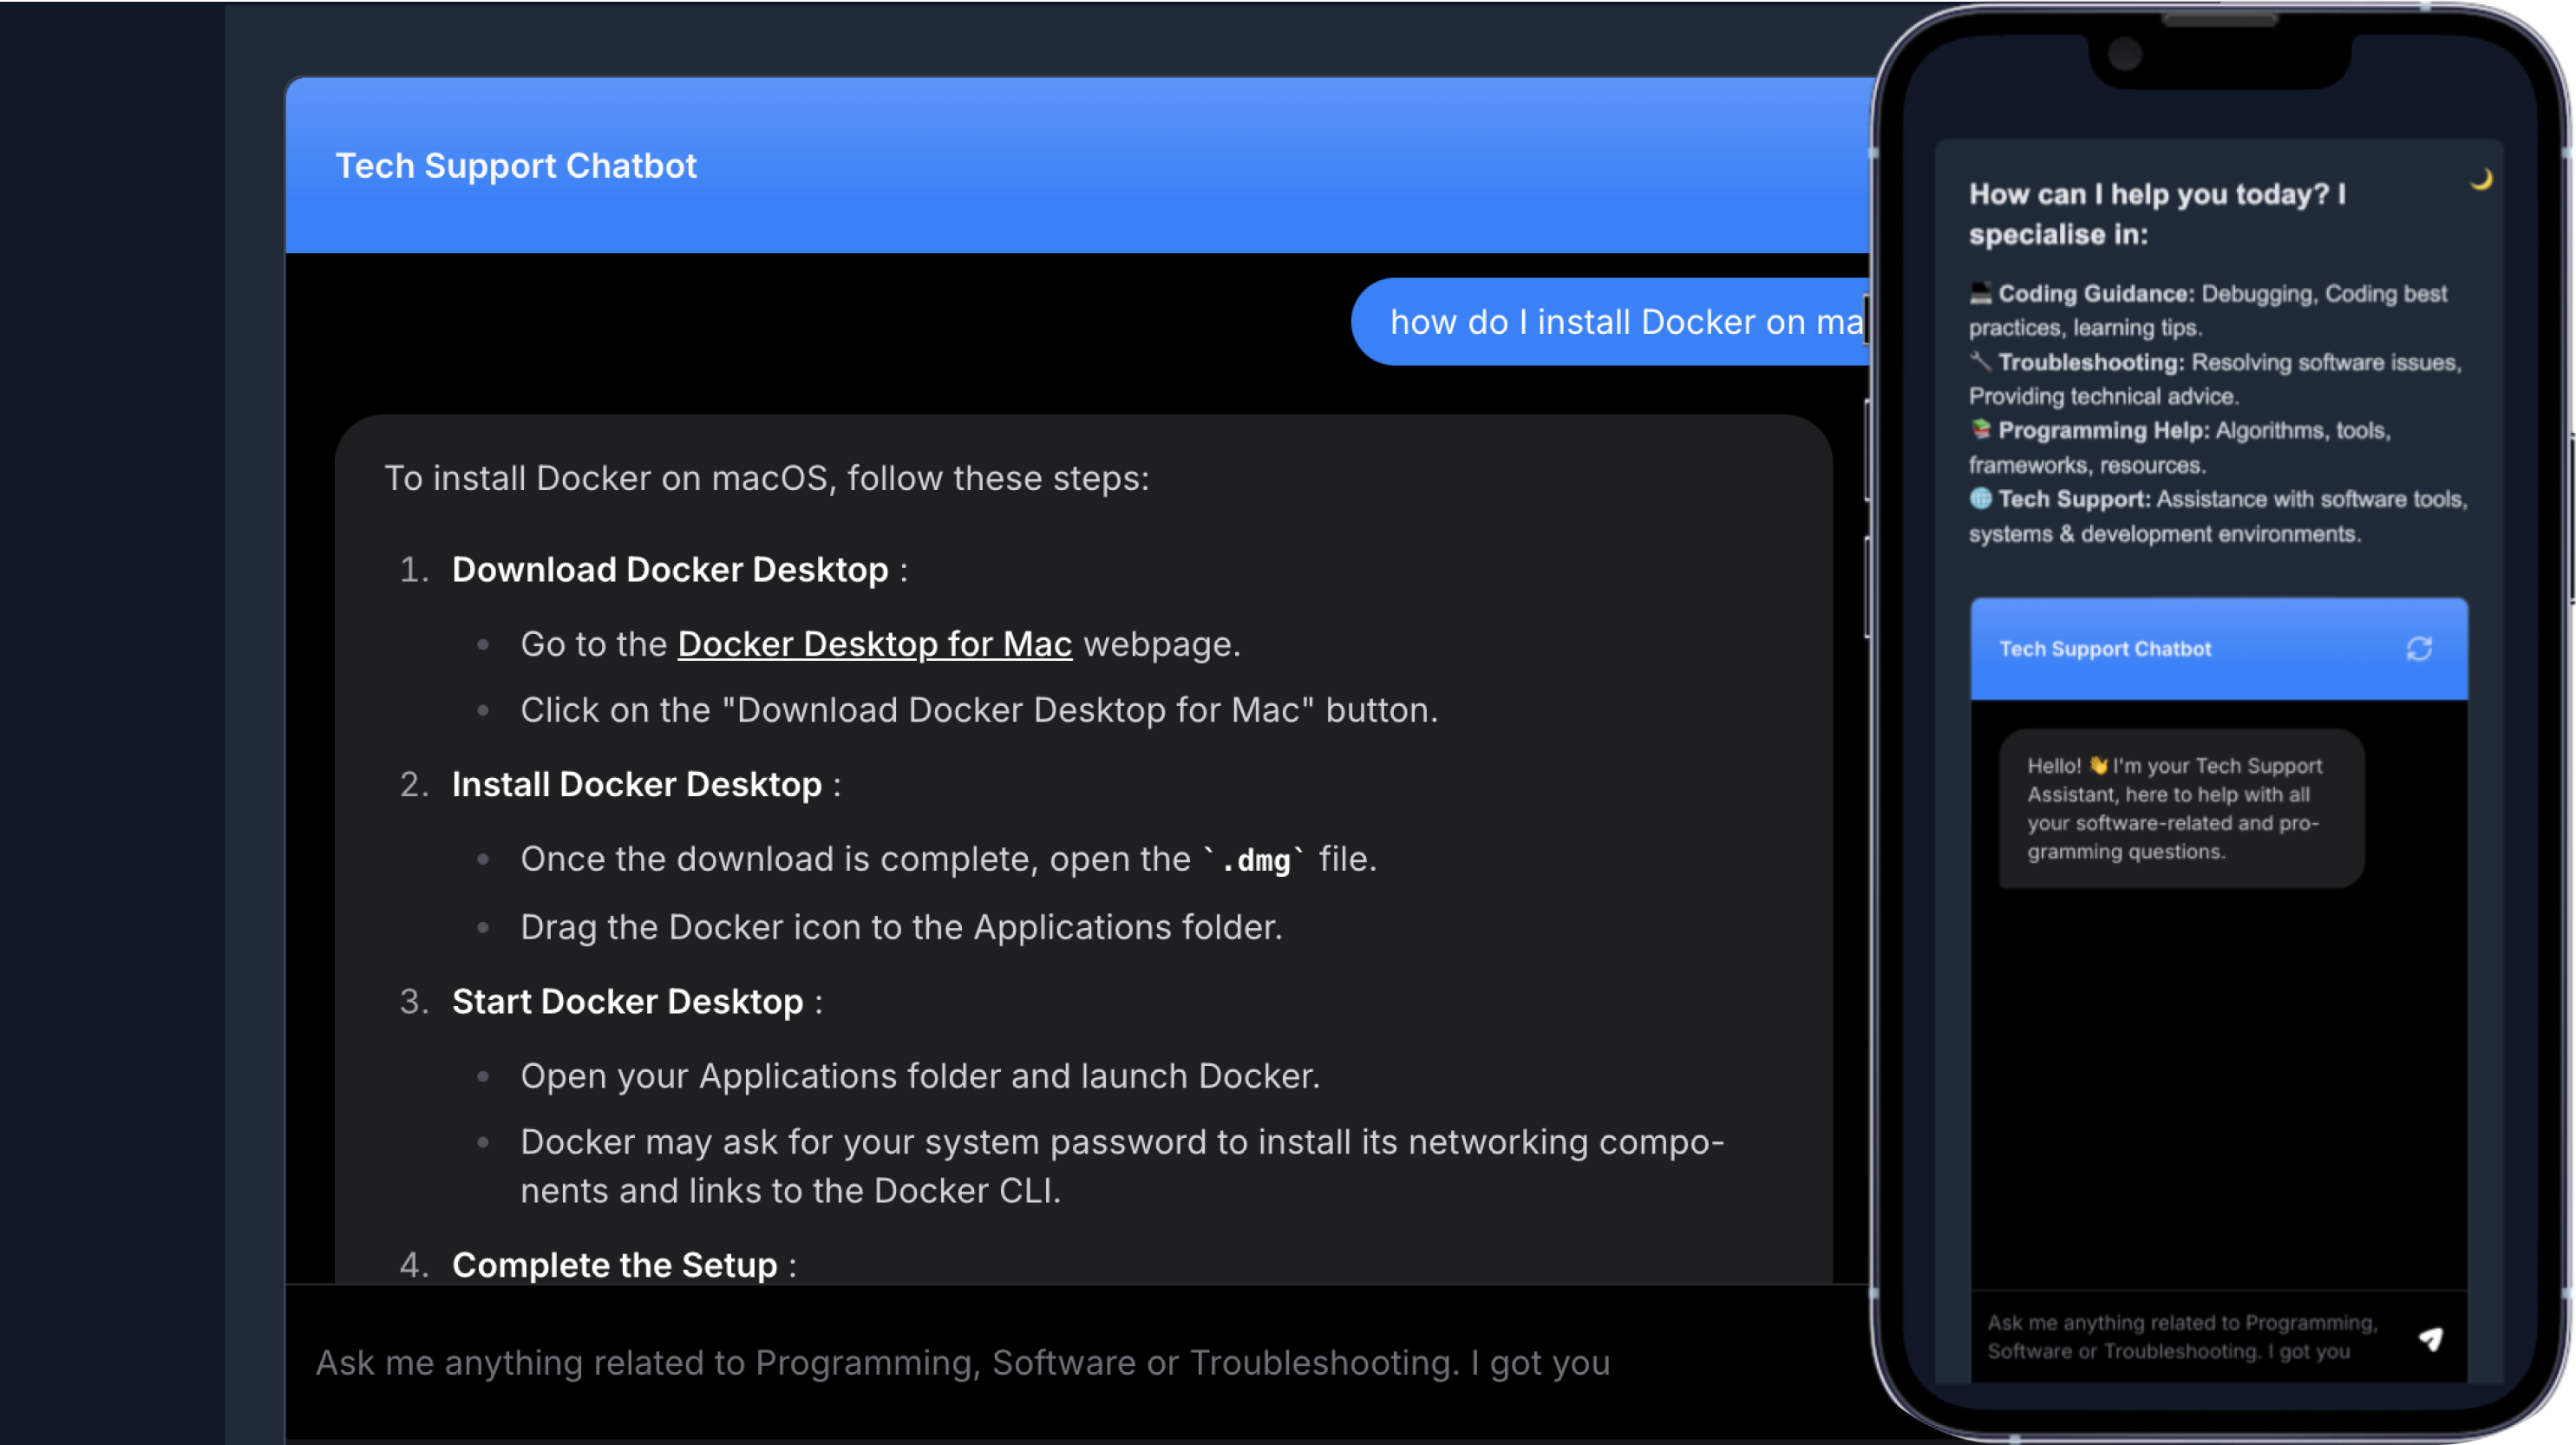 Tech Support Chatbot
how do I install Docker on ma
To install Docker on macOS, follow these steps:
1. Download Docker Desktop :
• Go to the Docker Desktop for Mac webpage.
• Click on the "Download Docker Desktop for Mac" button.
2. Install Docker Desktop :
• Once the download is complete, open the `.dmg` file.
• Drag the Docker icon to the Applications folder.
3. Start Docker Desktop :
• Open your Applications folder and launch Docker.
• Docker may ask for your system password to install its networking compo-
nents and links to the Docker CLI.
4. Complete the Setup :
Ask me anything related to Programming, Software or Troubleshooting. I got you
How can I help you today? I
specialise in:
💻 Coding Guidance: Debugging, Coding best
practices, learning tips.
🔧 Troubleshooting: Resolving software issues,
Providing technical advice.
📚 Programming Help: Algorithms, tools,
frameworks, resources.
🌐 Tech Support: Assistance with software tools,
systems & development environments.
Tech Support Chatbot
Hello! 👋 I'm your Tech Support
Assistant, here to help with all
your software-related and pro-
gramming questions.
Ask me anything related to Programming,
Software or Troubleshooting. I got you